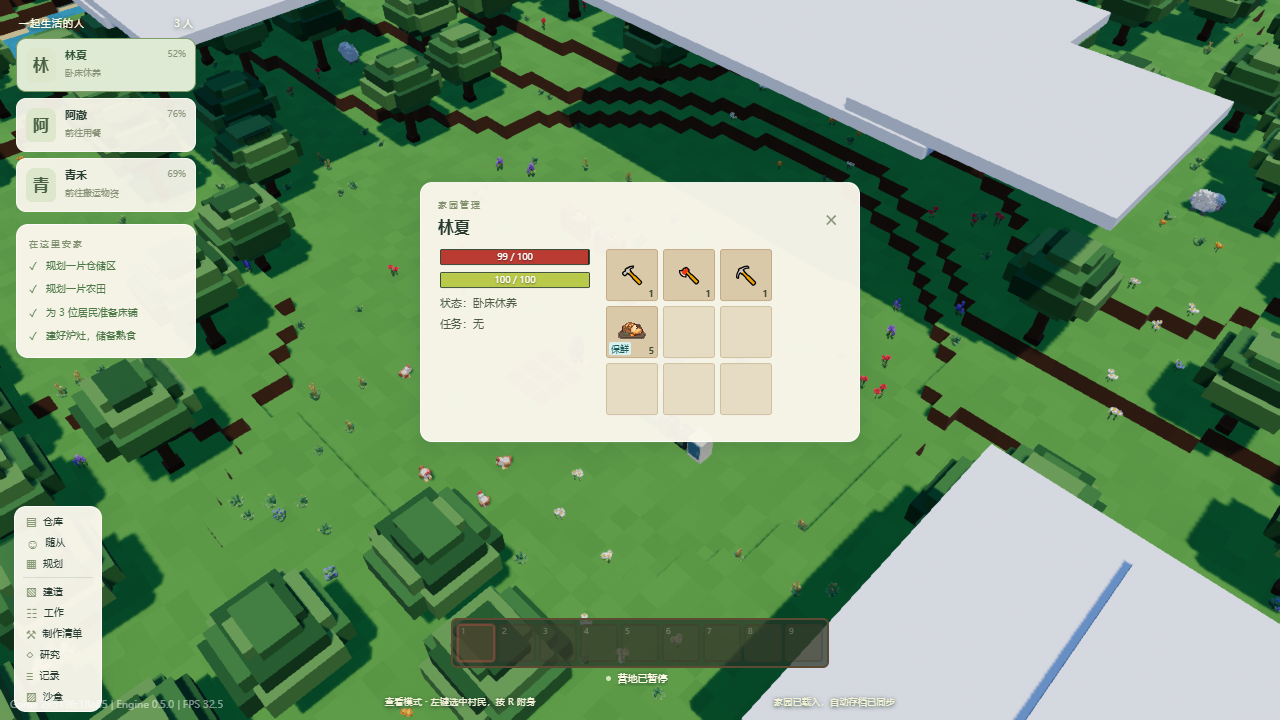 一起生活的人 3 人
林 林夏 52%
卧床休养
阿 阿澈 76%
前往用餐
青 青禾 69%
前往搬运物资
在这里安家
✓ 规划一片仓储区
✓ 规划一片农田
✓ 为 3 位居民准备床铺
✓ 建好炉灶，储备熟食
家园管理
林夏
99 / 100
100 / 100
状态：卧床休养
任务：无
1
1
1
保鲜 5
仓库
随从
规划
建造
工作
制作清单
研究
记录
沙盒
1 2 3 4 5 6 7 8 9
营地已暂停
查看模式 · 左键选中村民，按 R 附身
家园已载入，自动存档已同步
| Engine 0.5.0 | FPS 32.5